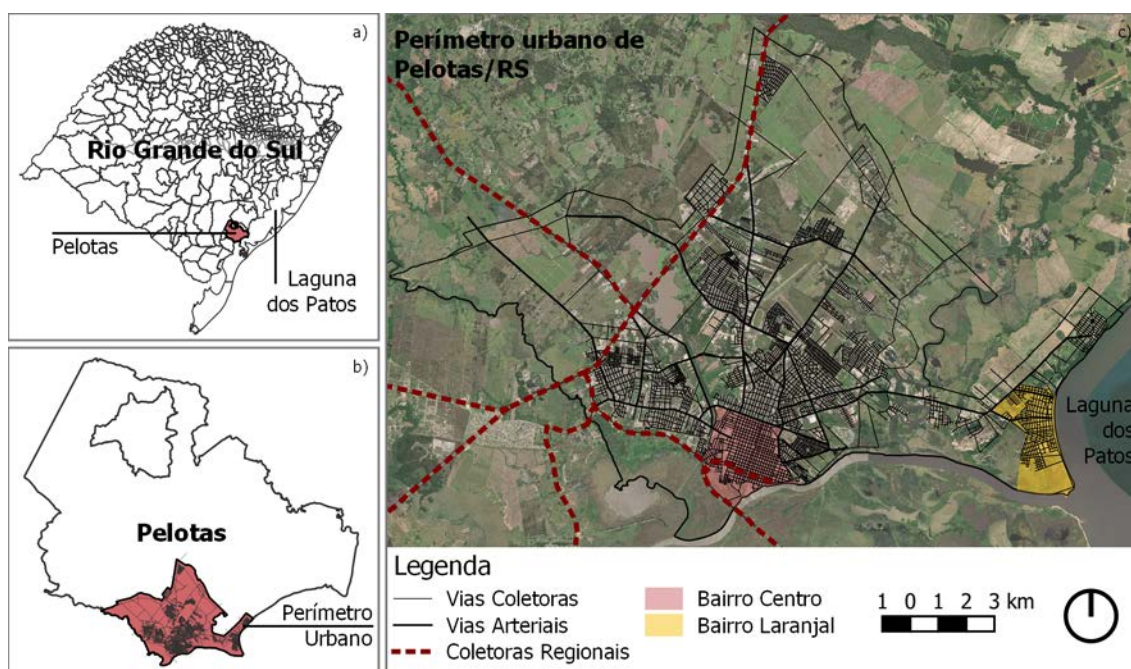 a)
Rio Grande do Sul
Pelotas
Laguna
dos Patos
b)
Pelotas
Perímetro
Urbano
c)
Perímetro urbano de
Pelotas/RS
Laguna
dos
Patos
Legenda
Vias Coletoras
Vias Arteriais
Coletoras Regionais
Bairro Centro
Bairro Laranjal
1 0 1 2 3 km